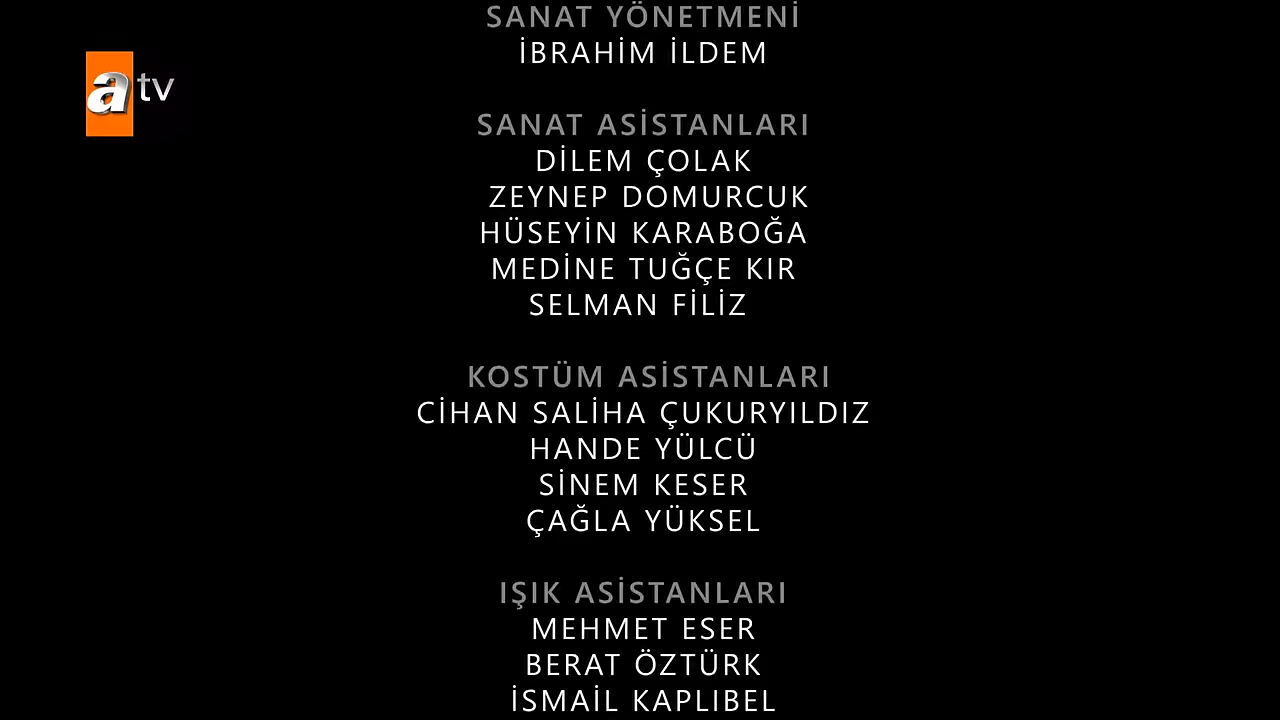 SANAT YÖNETMENİ
İBRAHİM İLDEM
atv
SANAT ASİSTANLARI
DİLEM ÇOLAK
ZEYNEP DOMURCUK
HÜSEYİN KARABOĞA
MEDİNE TUĞÇE KIR
SELMAN FİLİZ
KOSTÜM ASİSTANLARI
CİHAN SALİHA ÇUKURYILDIZ
HANDE YÜLCÜ
SİNEM KESER
ÇAĞLA YÜKSEL
IŞIK ASİSTANLARI
MEHMET ESER
BERAT ÖZTÜRK
İSMAİL KAPLIBEL